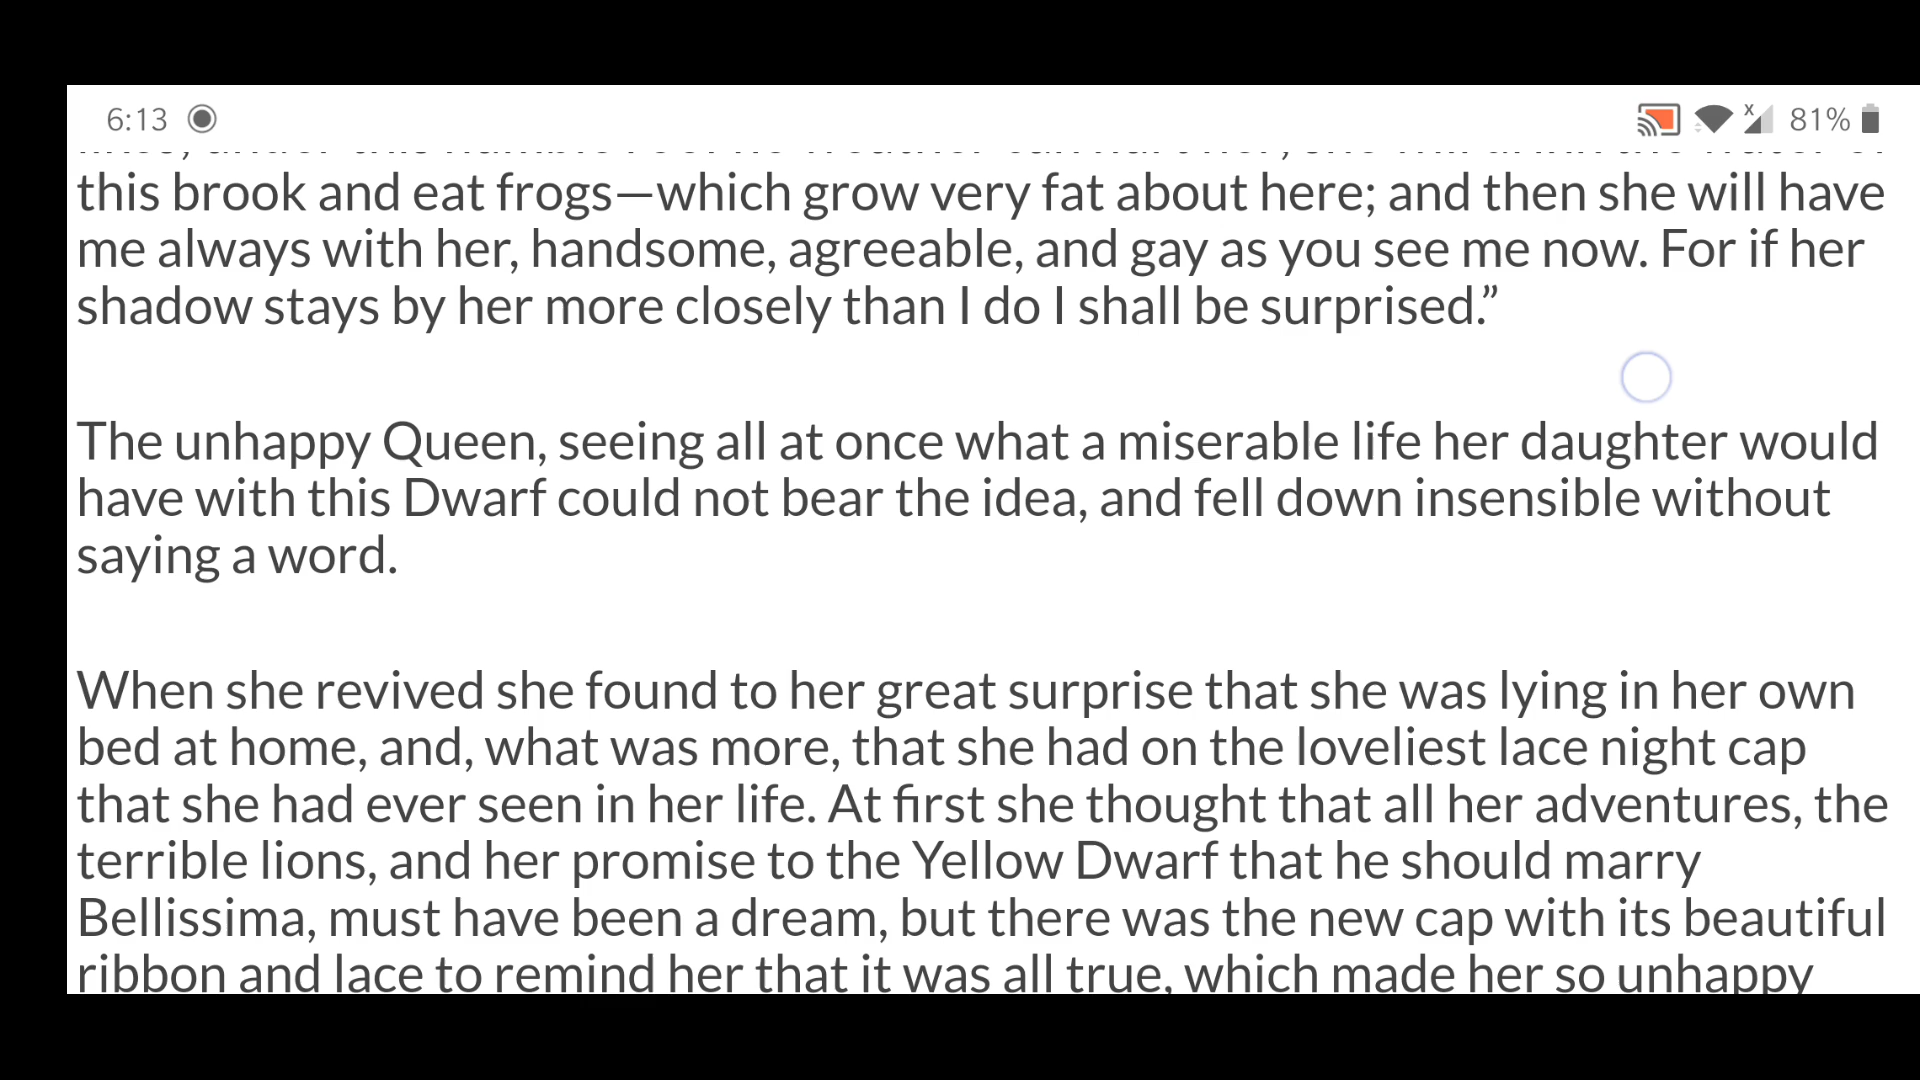 6:13
x 81%
this brook and eat frogs—which grow very fat about here; and then she will have
me always with her, handsome, agreeable, and gay as you see me now. For if her
shadow stays by her more closely than I do I shall be surprised.”
The unhappy Queen, seeing all at once what a miserable life her daughter would
have with this Dwarf could not bear the idea, and fell down insensible without
saying a word.
When she revived she found to her great surprise that she was lying in her own
bed at home, and, what was more, that she had on the loveliest lace night cap
that she had ever seen in her life. At first she thought that all her adventures, the
terrible lions, and her promise to the Yellow Dwarf that he should marry
Bellissima, must have been a dream, but there was the new cap with its beautiful
ribbon and lace to remind her that it was all true, which made her so unhappy